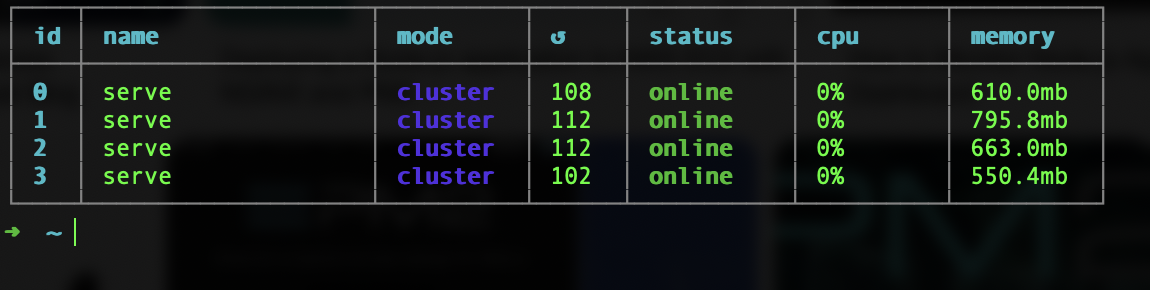 id name mode ↺ status cpu memory
0 serve cluster 108 online 0% 610.0mb
1 serve cluster 112 online 0% 795.8mb
2 serve cluster 112 online 0% 663.0mb
3 serve cluster 102 online 0% 550.4mb
➜ ~